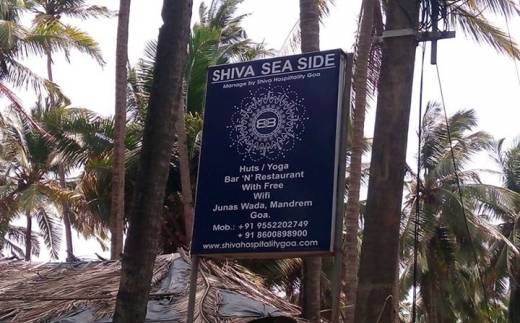 SHIVA SEA SIDE
Manage by Shiva Hospitality Goa
Huts / Yoga
Bar 'N' Restaurant
With Free
Wifi
Junas Wada, Mandrem
Goa.
Mob.: +91 9552202749
+ 91 8600898900
www.shivahospitalitygoa.com